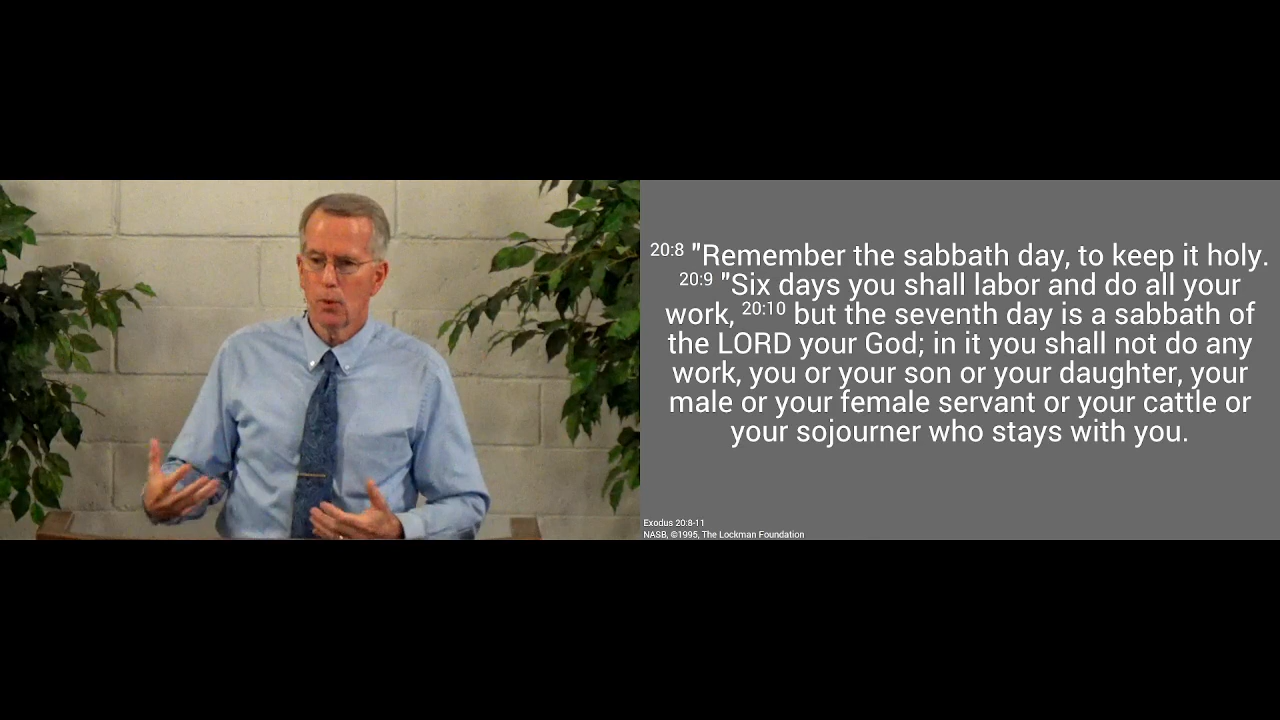 20:8 "Remember the sabbath day, to keep it holy.
20:9 "Six days you shall labor and do all your
work, 20:10 but the seventh day is a sabbath of
the LORD your God; in it you shall not do any
work, you or your son or your daughter, your
male or your female servant or your cattle or
your sojourner who stays with you.
Exodus 20:8-11
NASB, ©1995, The Lockman Foundation